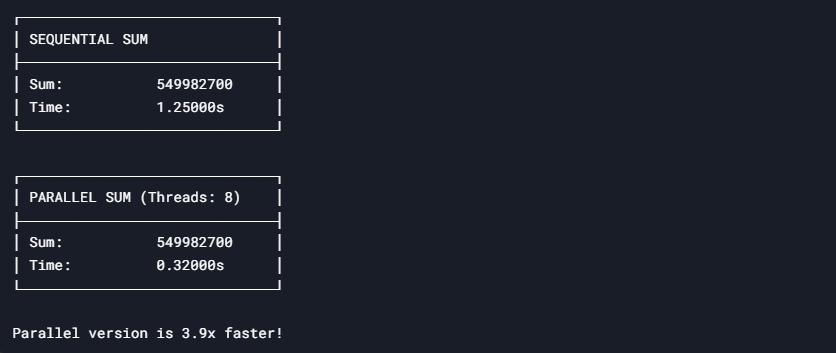 SEQUENTIAL SUM
Sum: 549982700
Time: 1.25000s
PARALLEL SUM (Threads: 8)
Sum: 549982700
Time: 0.32000s
Parallel version is 3.9x faster!